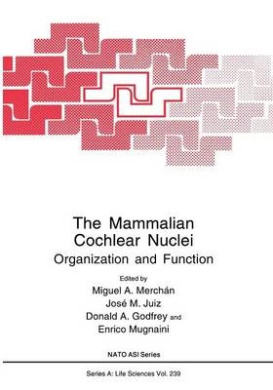 The Mammalian
Cochlear Nuclei
Organization and Function
Edited by
Miguel A. Merchán
José M. Juiz
Donald A. Godfrey and
Enrico Mugnaini
NATO ASI Series
Series A: Life Sciences Vol. 239